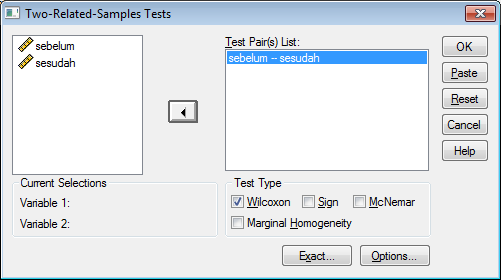 Two-Related-Samples Tests
sebelum
sesudah
Test Pair(s) List:
sebelum -- sesudah
OK
Paste
Reset
Cancel
Help
Current Selections
Variable 1:
Variable 2:
Test Type
Wilcoxon
Sign
McNemar
Marginal Homogeneity
Exact...
Options...